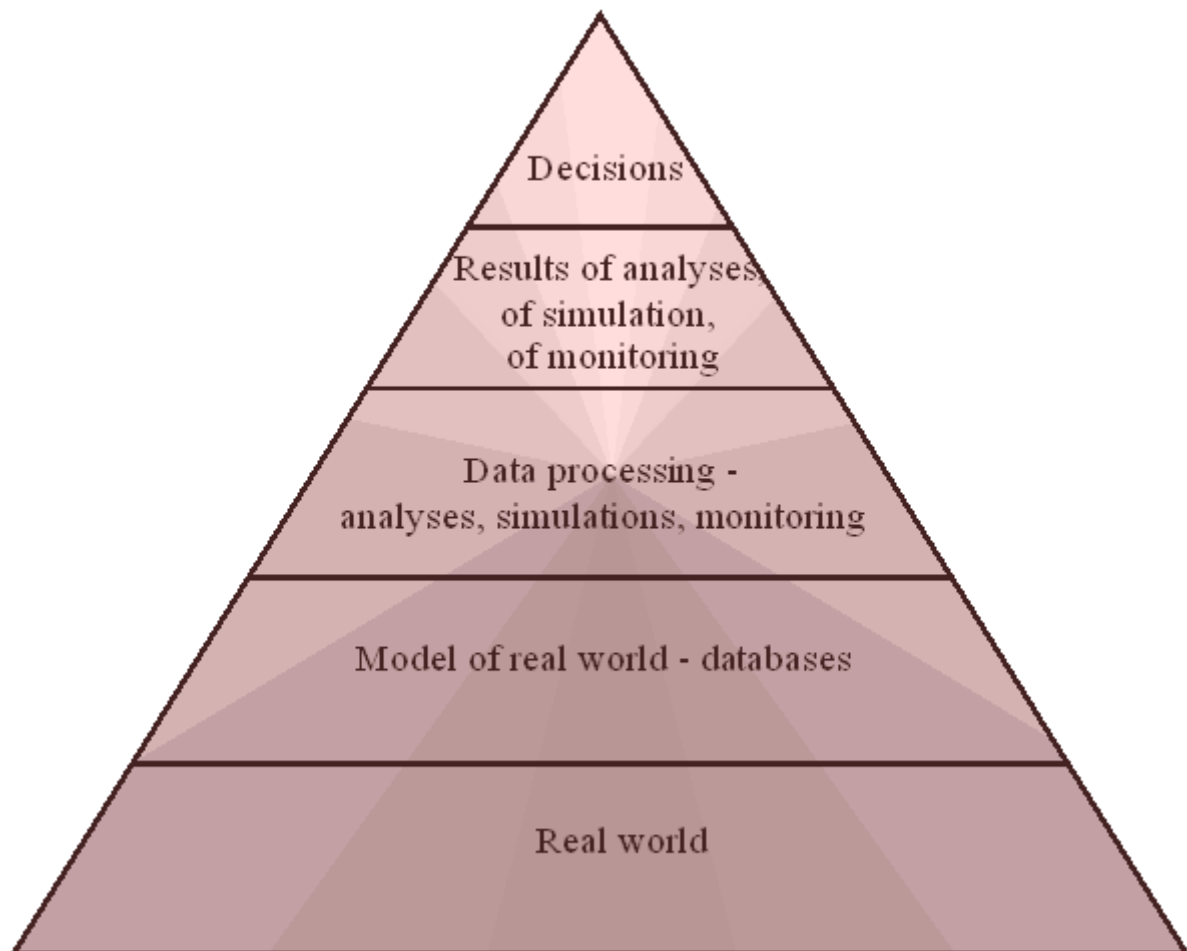 Decisions
Results of analyses,
of simulation,
of monitoring
Data processing -
analyses, simulations, monitoring
Model of real world - databases
Real world